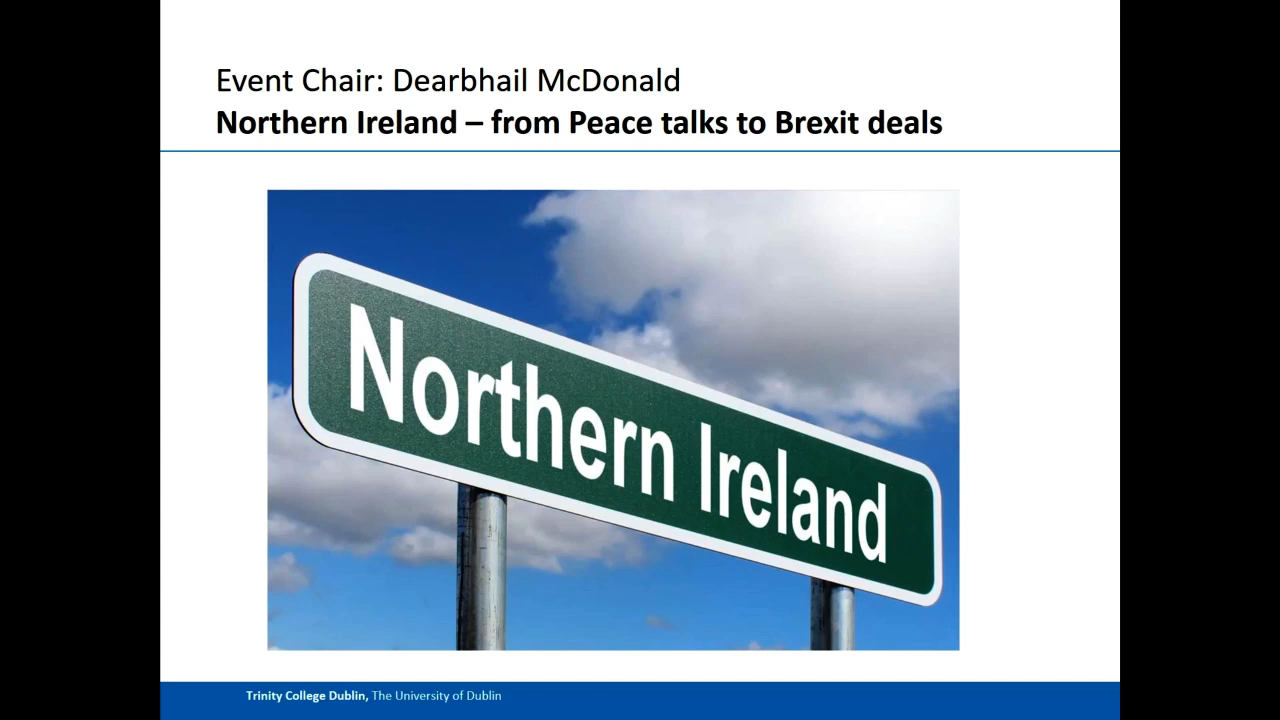 Event Chair: Dearbhail McDonald
Northern Ireland – from Peace talks to Brexit deals
Northern Ireland
Trinity College Dublin, The University of Dublin